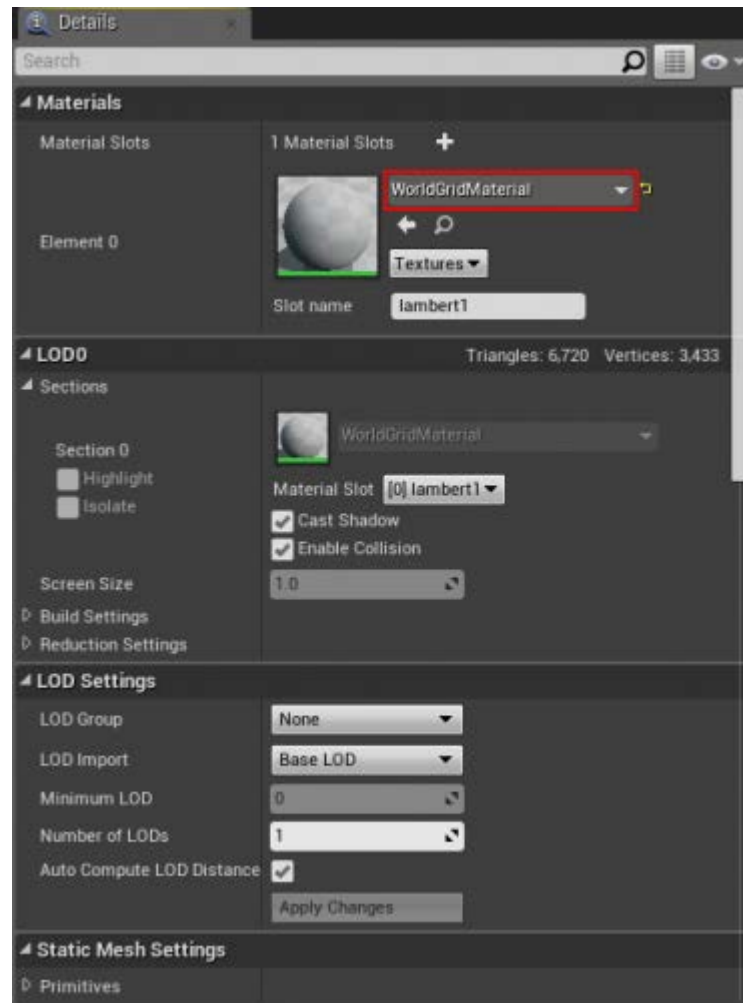 Details
Search
Materials
Material Slots 1 Material Slots
WorldGridMaterial
Element 0
Textures
Slot name lambert1
LOD0 Triangles: 6,720 Vertices: 3,433
Sections
WorldGridMaterial
Section 0
Highlight
Isolate
Material Slot [0] lambert1
Cast Shadow
Enable Collision
Screen Size 1.0
Build Settings
Reduction Settings
LOD Settings
LOD Group None
LOD Import Base LOD
Minimum LOD 0
Number of LODs 1
Auto Compute LOD Distance
Apply Changes
Static Mesh Settings
Primitives